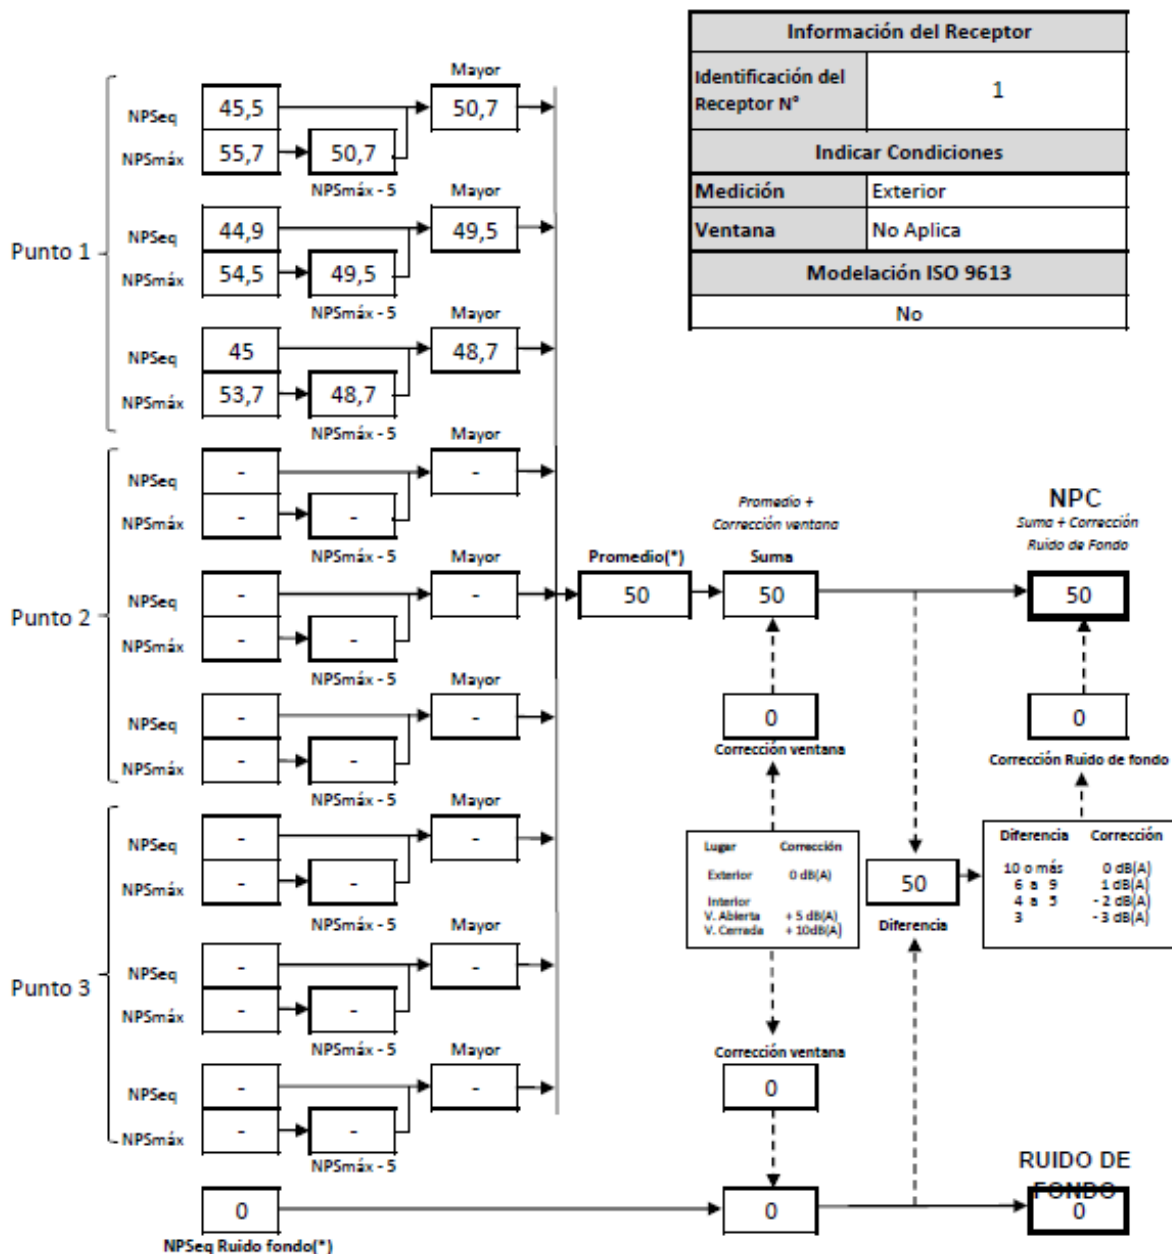 Información del Receptor
Identificación del Receptor N° 1
Indicar Condiciones
Medición Exterior
Ventana No Aplica
Modelación ISO 9613
No
Punto 1
Mayor
NPSeq 45,5 50,7
NPSmáx 55,7 50,7
NPSmáx - 5
Mayor
NPSeq 44,9 49,5
NPSmáx 54,5 49,5
NPSmáx - 5
Mayor
NPSeq 45 48,7
NPSmáx 53,7 48,7
NPSmáx - 5
Punto 2
Mayor
NPSeq - -
NPSmáx - -
NPSmáx - 5
Mayor
NPSeq - -
NPSmáx - -
NPSmáx - 5
Mayor
NPSeq - -
NPSmáx - -
NPSmáx - 5
Punto 3
Mayor
NPSeq - -
NPSmáx - -
NPSmáx - 5
Mayor
NPSeq - -
NPSmáx - -
NPSmáx - 5
Mayor
NPSeq - -
NPSmáx - -
NPSmáx - 5
0
NPSeq Ruido fondo(*)
Promedio(*)
50
Promedio +
Corrección ventana
Suma
50
0
Corrección ventana
Lugar Corrección
Exterior 0 dB(A)
Interior
V. Abierta + 5 dB(A)
V. Cerrada + 10dB(A)
Corrección ventana
0
0
50
Diferencia
NPC
Suma + Corrección
Ruido de Fondo
50
0
Corrección Ruido de fondo
Diferencia Corrección
10 o más 0 dB(A)
6 a 9 1 dB(A)
4 a 5 - 2 dB(A)
3 - 3 dB(A)
RUIDO DE
FONDO
0